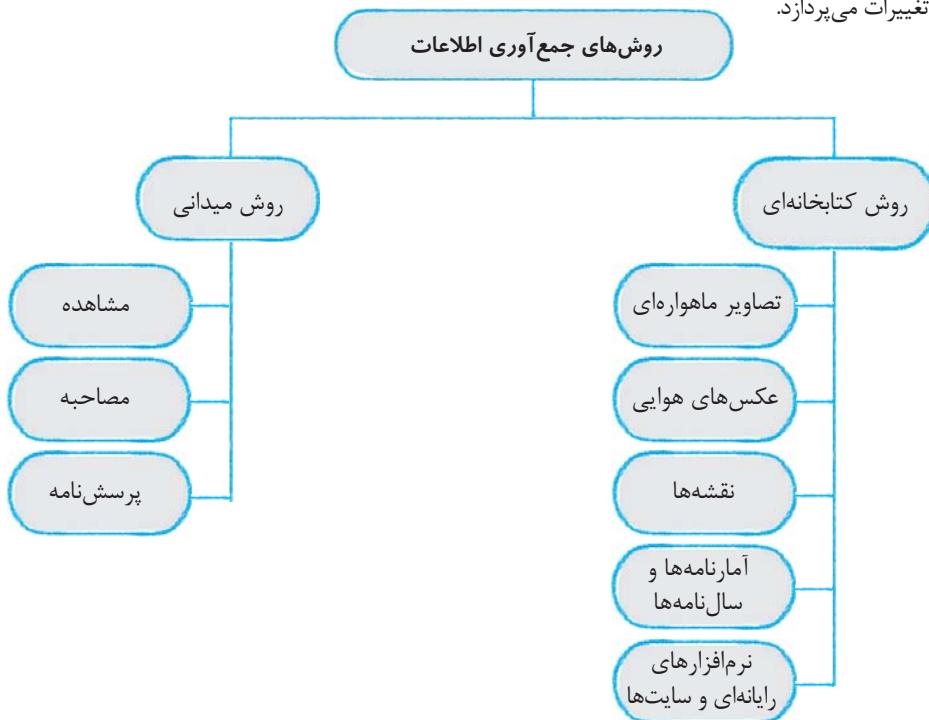 تغییرات می‌پردازد.
روش‌های جمع‌آوری اطلاعات
روش کتابخانه‌ای
تصاویر ماهواره‌ای
عکس‌های هوایی
نقشه‌ها
آمارنامه‌ها و
سال‌نامه‌ها
نرم‌افزارهای
رایانه‌ای و سایت‌ها
روش میدانی
مشاهده
مصاحبه
پرسش‌نامه